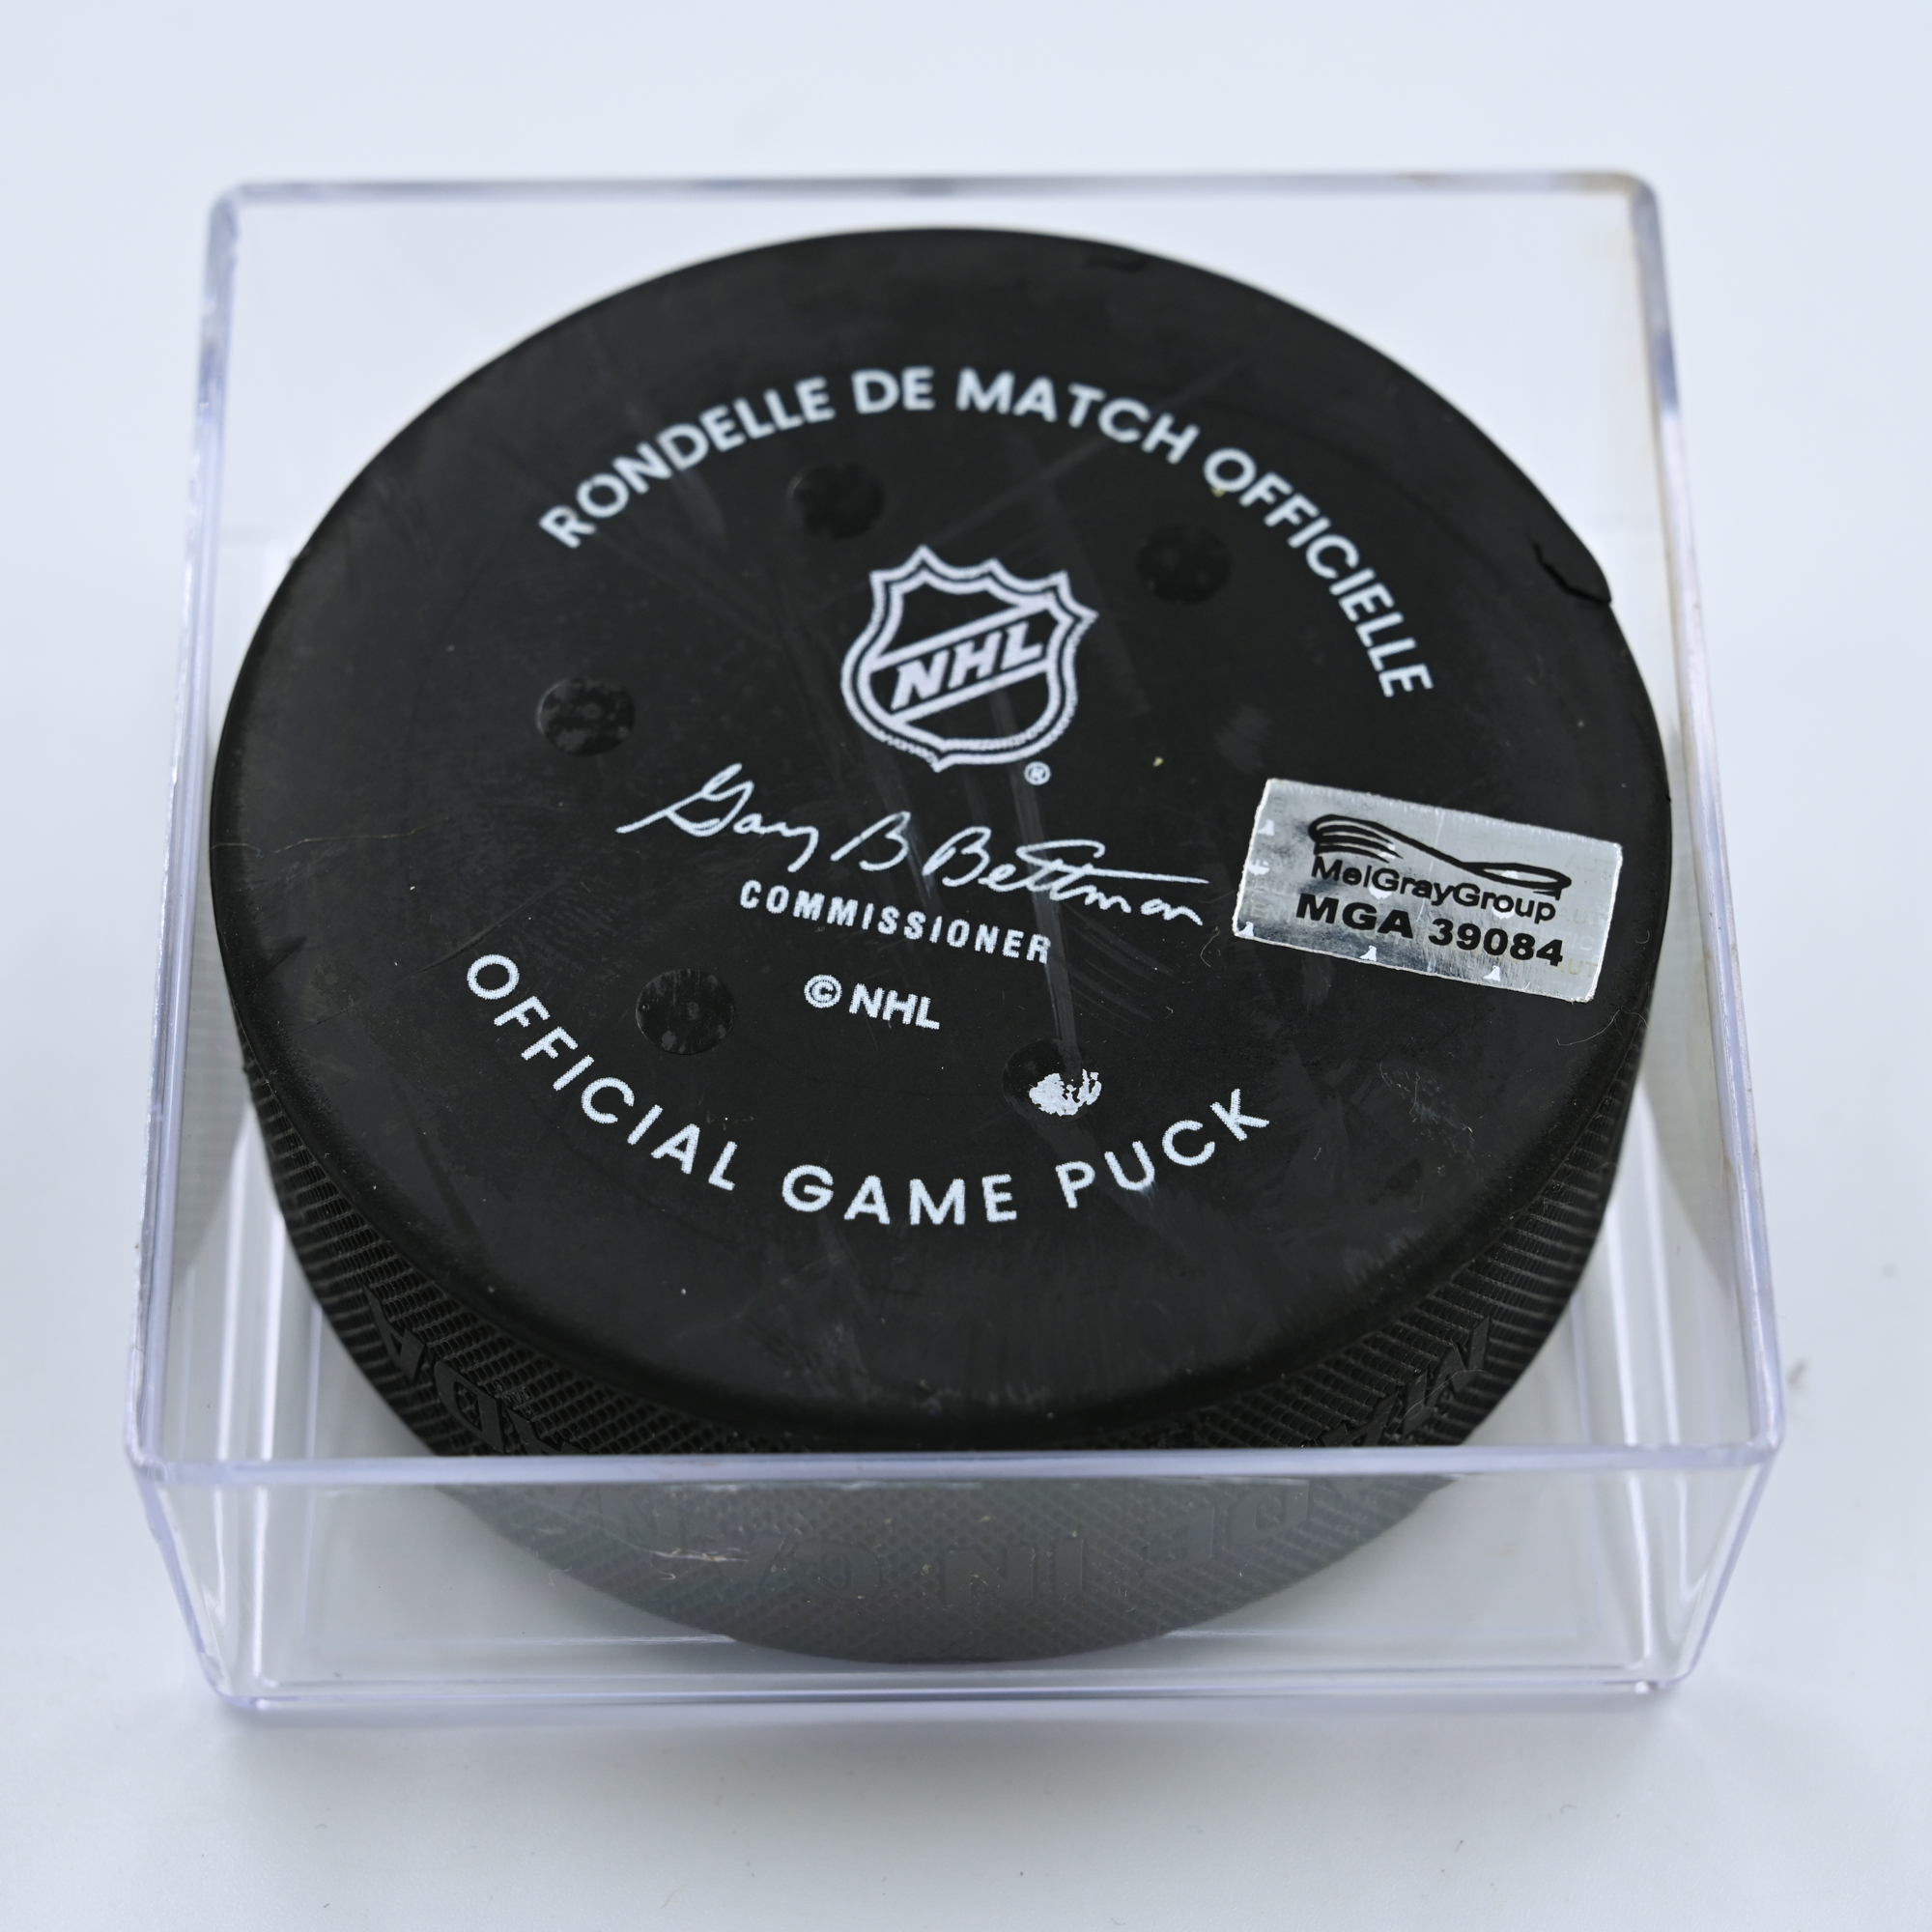 RONDELLE DE MATCH OFFICIELLE
NHL
®
Gary B Bettman
COMMISSIONER
© NHL
OFFICIAL GAME PUCK
MelGrayGroup
MGA 39084